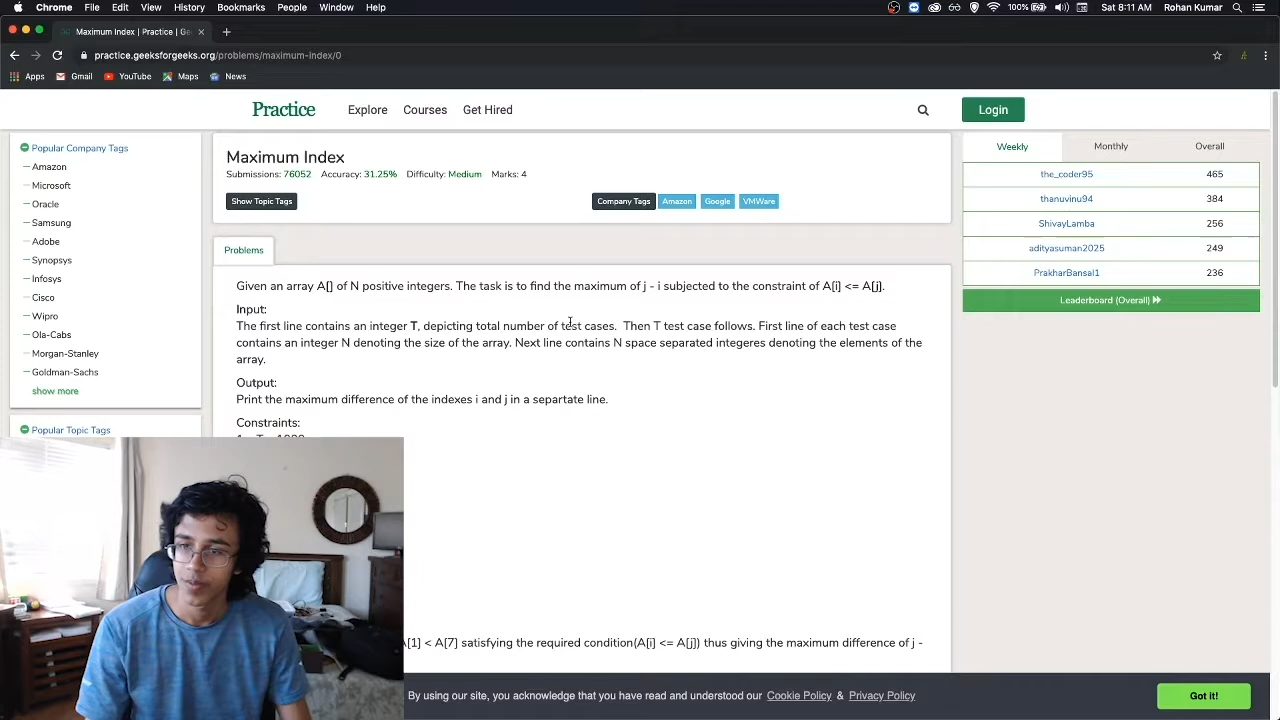 Chrome File Edit View History Bookmarks People Window Help 100% Sat 8:11 AM Rohan Kumar
Maximum Index | Practice | Ge
practice.geeksforgeeks.org/problems/maximum-index/0
Apps Gmail YouTube Maps News
Practice Explore Courses Get Hired Login
Popular Company Tags
Amazon
Microsoft
Oracle
Samsung
Adobe
Synopsys
Infosys
Cisco
Wipro
Ola-Cabs
Morgan-Stanley
Goldman-Sachs
show more
Popular Topic Tags
Maximum Index
Submissions: 76052 Accuracy: 31.25% Difficulty: Medium Marks: 4
Show Topic Tags Company Tags Amazon Google VMWare
Problems
Given an array A[] of N positive integers. The task is to find the maximum of j - i subjected to the constraint of A[i] <= A[j].
Input:
The first line contains an integer T, depicting total number of test cases. Then T test case follows. First line of each test case
contains an integer N denoting the size of the array. Next line contains N space separated integeres denoting the elements of the
array.
Output:
Print the maximum difference of the indexes i and j in a separtate line.
Constraints:
A[1] < A[7] satisfying the required condition(A[i] <= A[j]) thus giving the maximum difference of j -
Weekly Monthly Overall
the_coder95 465
thanuvinu94 384
ShivayLamba 256
adityasuman2025 249
PrakharBansal1 236
Leaderboard (Overall)
By using our site, you acknowledge that you have read and understood our Cookie Policy & Privacy Policy Got it!